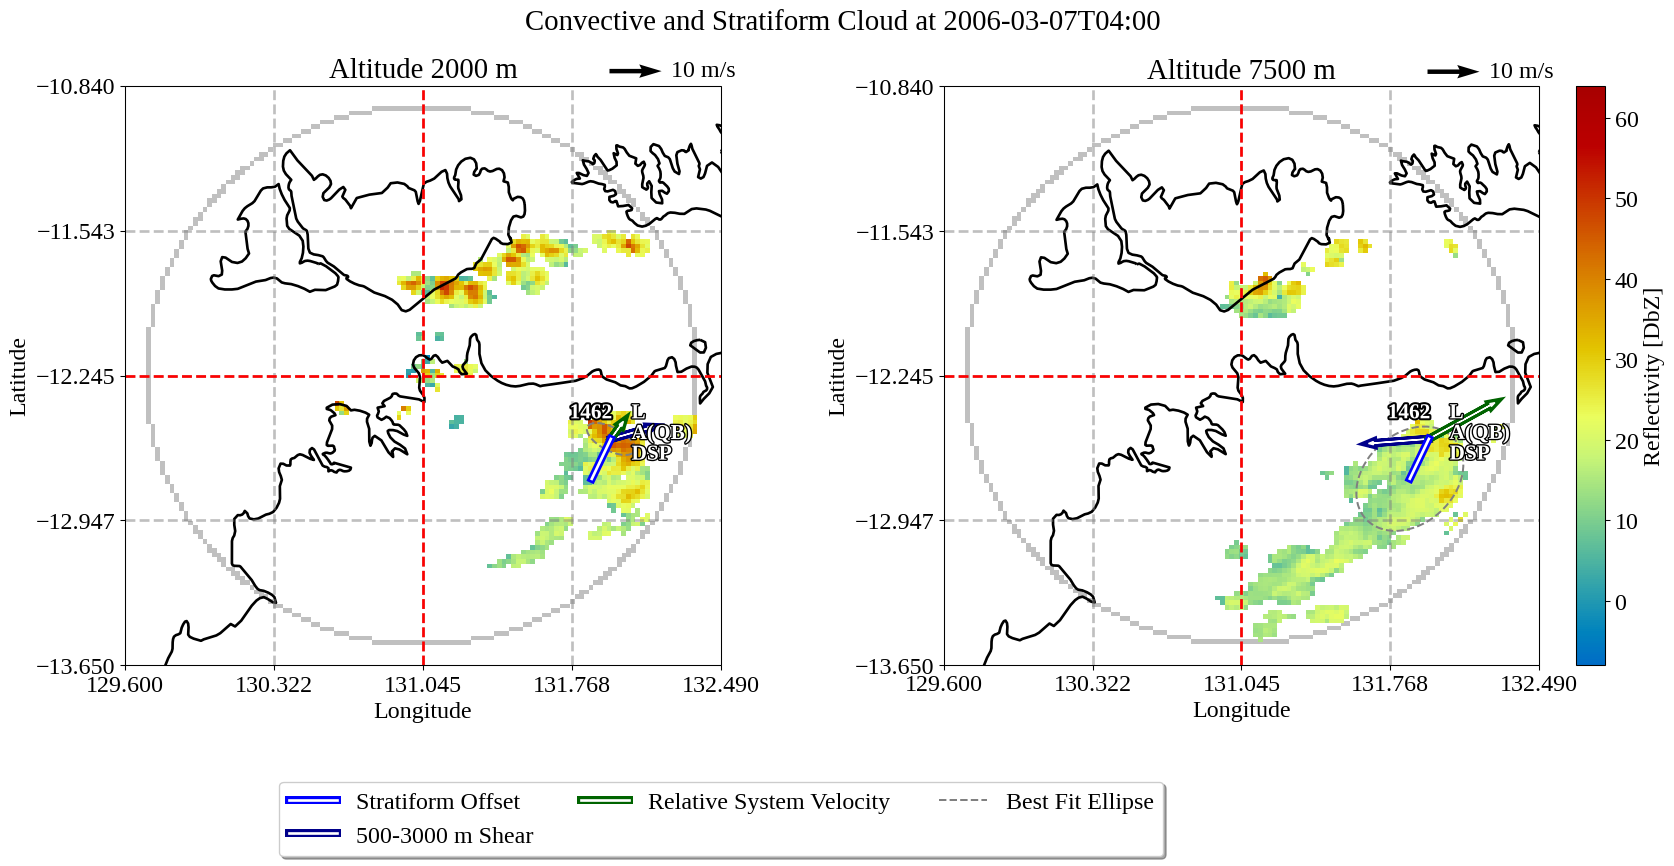 Convective and Stratiform Cloud at 2006-03-07T04:00
Altitude 2000 m
10 m/s
−10.840
−11.543
−12.245
−12.947
−13.650
Latitude
129.600
130.322
131.045
131.768
132.490
Longitude
1462
L
A(QB)
DSP
Altitude 7500 m
10 m/s
−10.840
−11.543
−12.245
−12.947
−13.650
Latitude
129.600
130.322
131.045
131.768
132.490
Longitude
1462
L
A(QB)
DSP
60
50
40
30
20
10
0
Reflectivity [DbZ]
Stratiform Offset
500-3000 m Shear
Relative System Velocity
Best Fit Ellipse